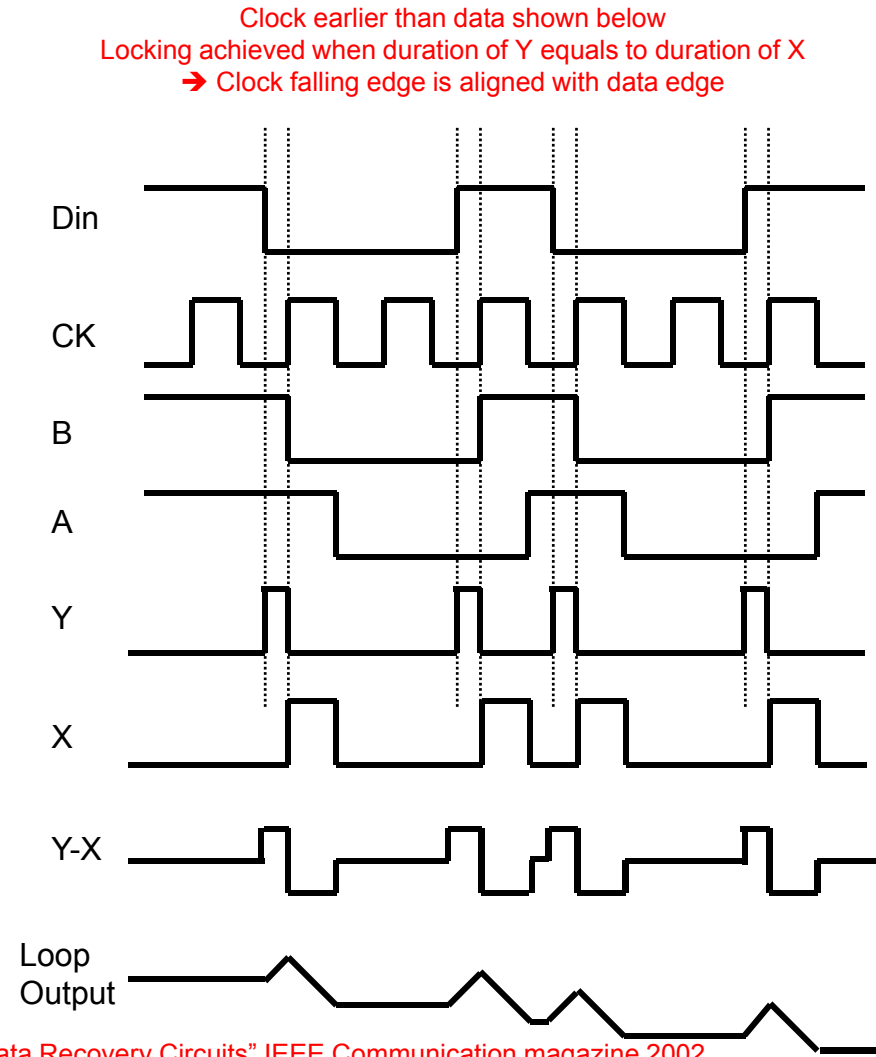 Clock earlier than data shown below
Locking achieved when duration of Y equals to duration of X
➔ Clock falling edge is aligned with data edge
Din
CK
B
A
Y
X
Y-X
Loop
Output
Data Recovery Circuits” IEEE Communication magazine 2002